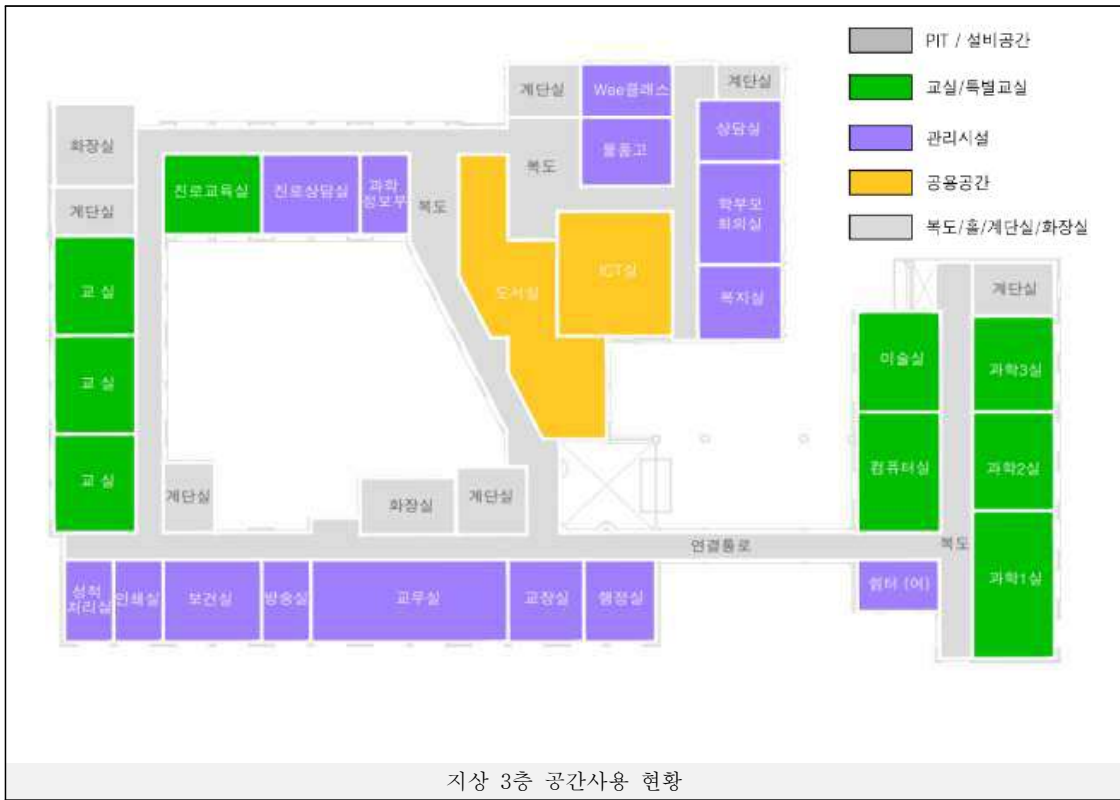 PIT / 설비공간
교실/특별교실
관리시설
공용공간
복도/홀/계단실/화장실
계단실
Wee클래스
계단실
화장실
상담실
물품고
복도
진로교육실
진로상담실
과학
정보부
복도
계단실
학부모
회의실
교 실
도서실
ICT실
복지실
계단실
교 실
미술실
과학3실
교 실
컴퓨터실
과학2실
계단실
화장실
계단실
연결통로
복도
성적
처리실
인쇄실
보건실
방송실
교무실
교장실
행정실
쉼터 (여)
과학1실
지상 3층 공간사용 현황